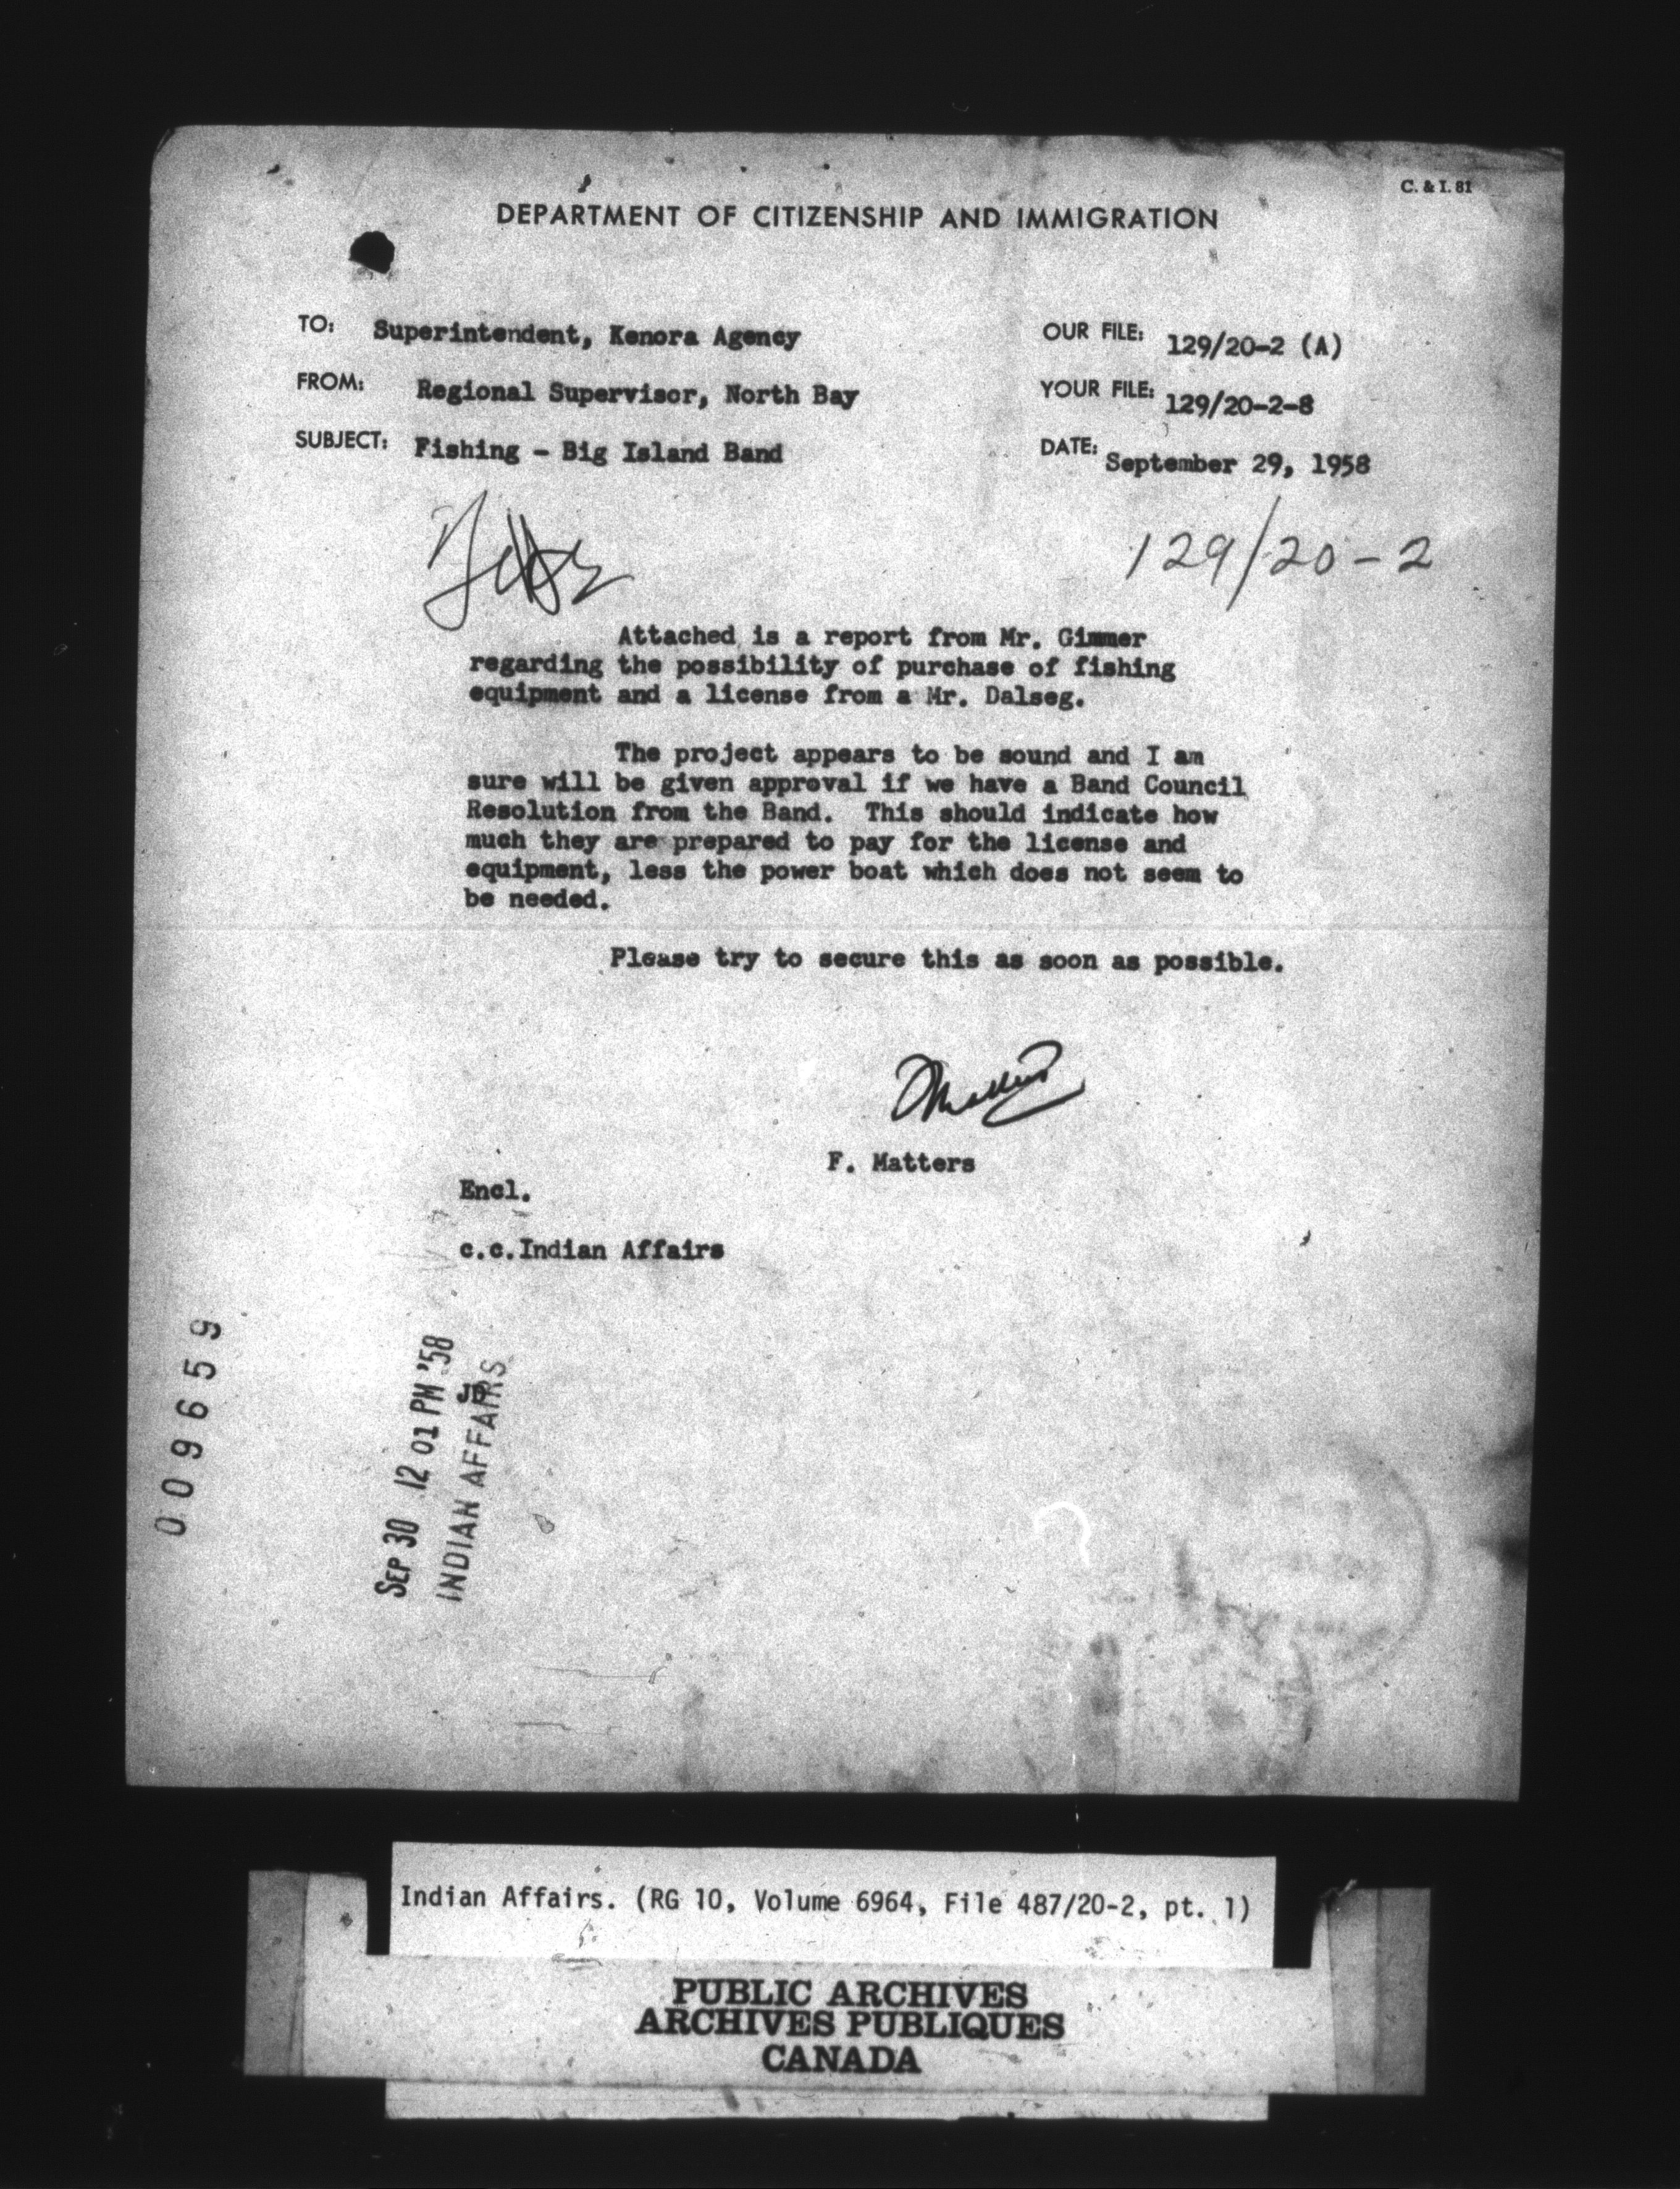 C. & I. 81
DEPARTMENT OF CITIZENSHIP AND IMMIGRATION
TO: Superintendent, Kenora Agency
OUR FILE: 129/20-2 (A)
FROM: Regional Supervisor, North Bay
YOUR FILE: 129/20-2-8
SUBJECT: Fishing - Big Island Band
DATE: September 29, 1958
129/20-2
Attached is a report from Mr. Gimmer
regarding the possibility of purchase of fishing
equipment and a license from a Mr. Dalseg.
The project appears to be sound and I am
sure will be given approval if we have a Band Council
Resolution from the Band. This should indicate how
much they are prepared to pay for the license and
equipment, less the power boat which does not seem to
be needed.
Please try to secure this as soon as possible.
F. Matters
Encl.
c.c. Indian Affairs
009659
SEP 30 12 01 PM '58
JD
INDIAN AFFAIRS
Indian Affairs. (RG 10, Volume 6964, File 487/20-2, pt. 1)
PUBLIC ARCHIVES
ARCHIVES PUBLIQUES
CANADA